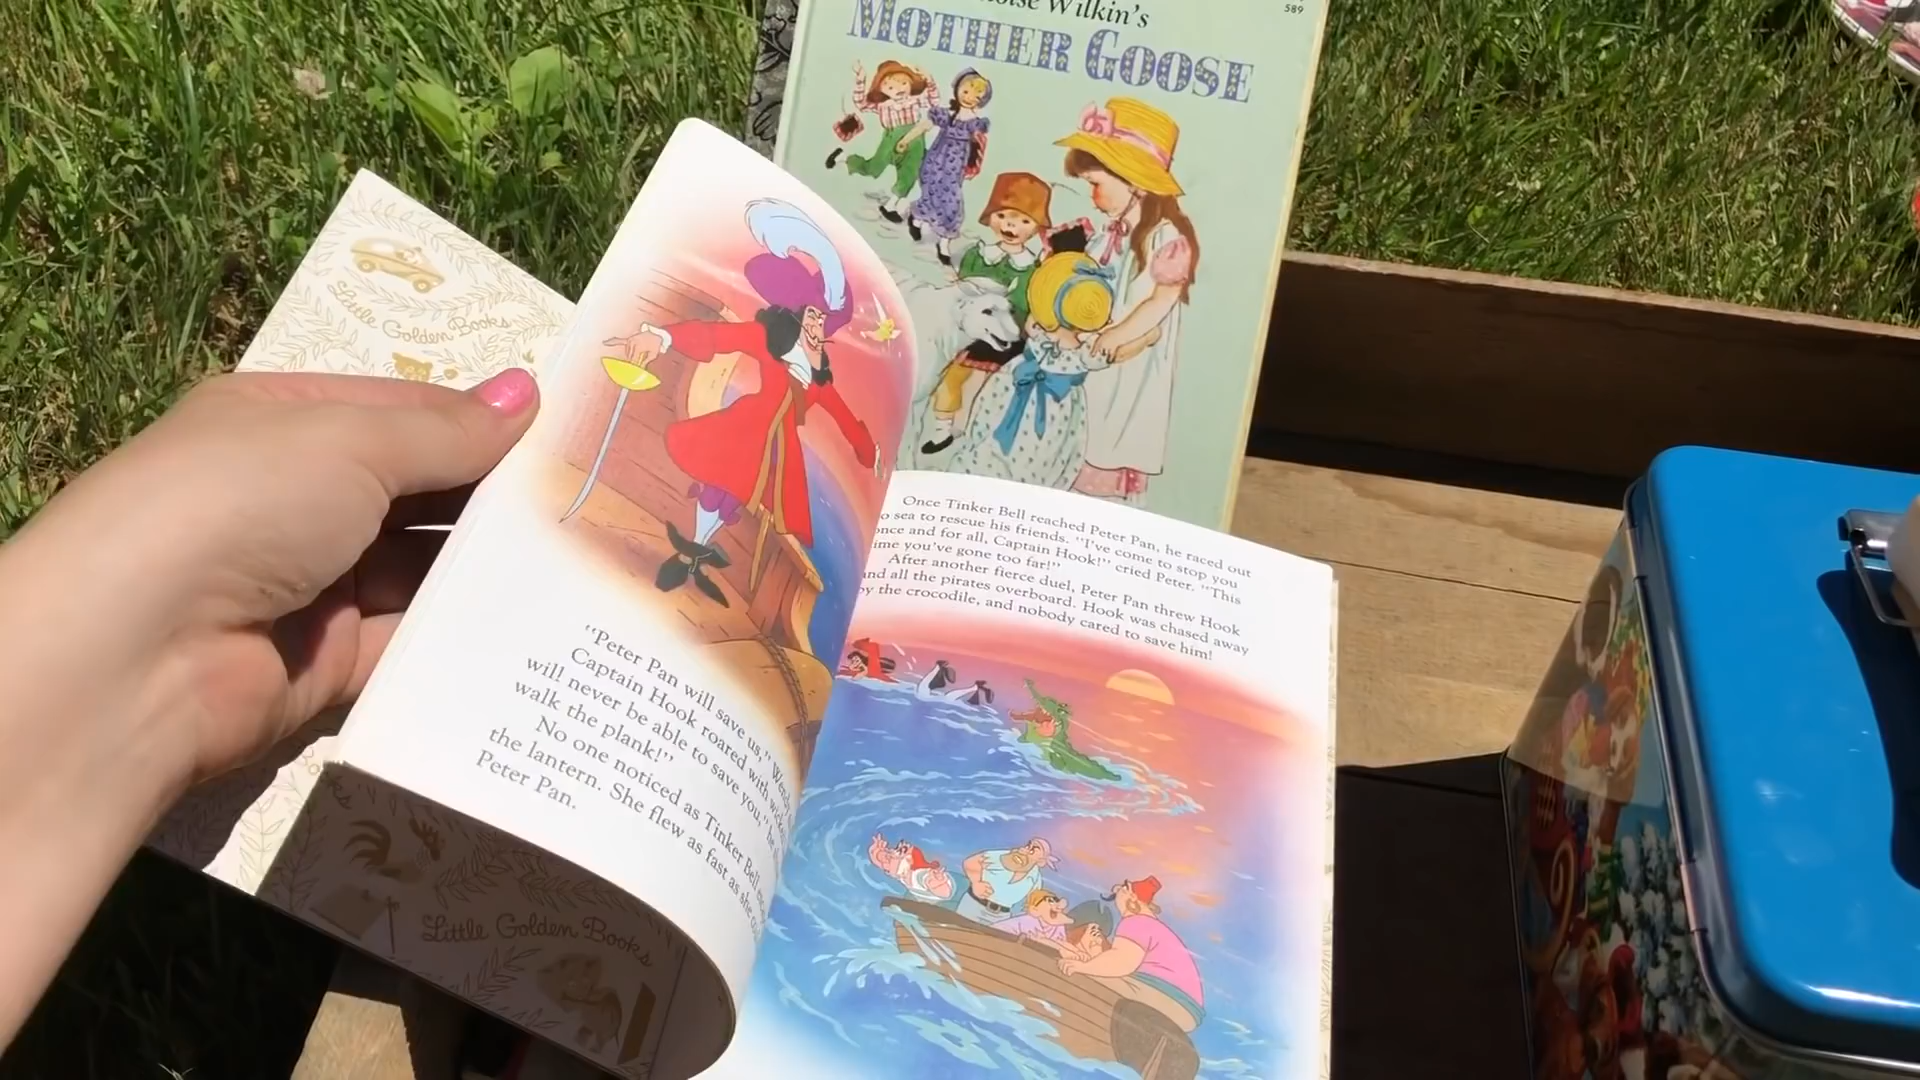 Wilkin's
MOTHER GOOSE
589
Little Golden Books
"Peter Pan will save us," Wendy
Captain Hook roared with
will never be able to save you,"
walk the plank!"
No one noticed as Tinker Bell
the lantern. She flew as fast as she
Peter Pan.
Once Tinker Bell reached Peter Pan, he raced out
to sea to rescue his friends. "I've come to stop you
once and for all, Captain Hook!" cried Peter. "This
time you've gone too far!"
After another fierce duel, Peter Pan threw Hook
and all the pirates overboard. Hook was chased away
by the crocodile, and nobody cared to save him!
Little Golden Books